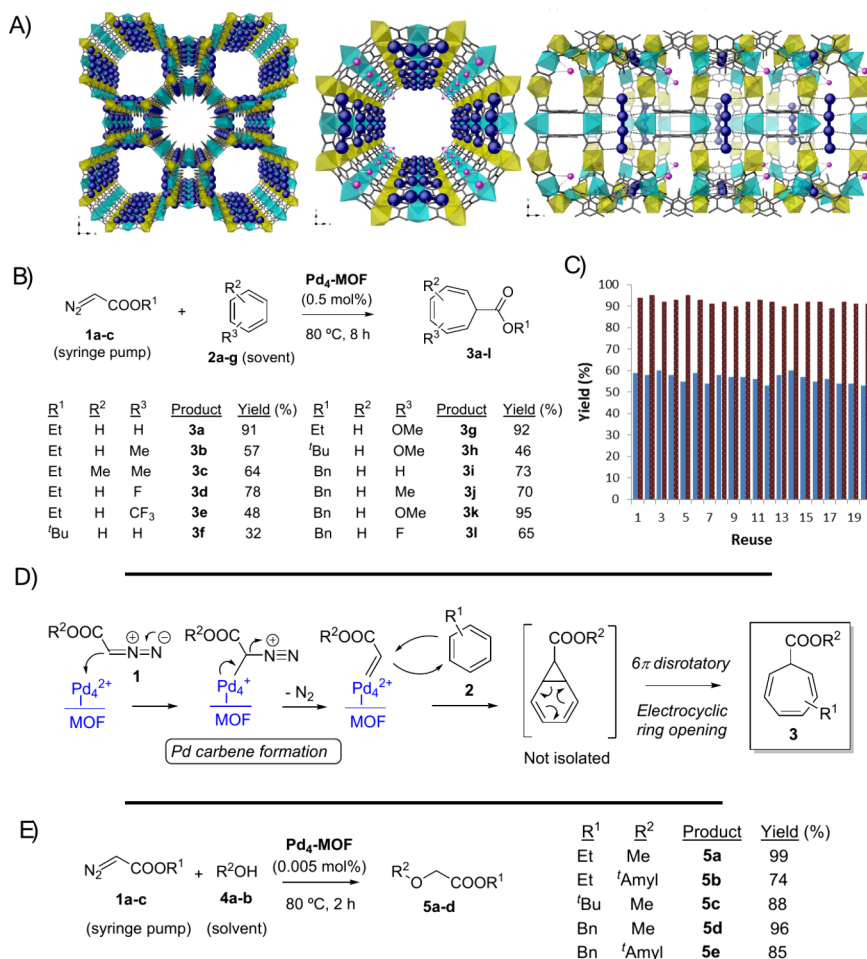 A)
B)
N₂ COOR¹ + R² R³ Pd₄-MOF (0.5 mol%) 80 ºC, 8 h R² R³ O OR¹
1a-c (syringe pump) 2a-g (sovent) 3a-l
R¹ R² R³ Product Yield (%) R¹ R² R³ Product Yield (%)
Et H H 3a 91 Et H OMe 3g 92
Et H Me 3b 57 ᵗBu H OMe 3h 46
Et Me Me 3c 64 Bn H H 3i 73
Et H F 3d 78 Bn H Me 3j 70
Et H CF₃ 3e 48 Bn H OMe 3k 95
ᵗBu H H 3f 32 Bn H F 3l 65
C)
Yield (%)
100
90
80
70
60
50
40
30
20
10
0
1 3 5 7 9 11 13 15 17 19
Reuse
D)
R²OOC N N ⊕ ⊖ 1
Pd₄²⁺
MOF
R²OOC ⊕ N≡N
Pd₄⁺
MOF
- N₂
R²OOC
Pd₄²⁺
MOF
Pd carbene formation
R¹
2
COOR²
Not isolated
6π disrotatory
Electrocyclic
ring opening
COOR²
R¹
3
E)
N₂ COOR¹ + R²OH Pd₄-MOF (0.005 mol%) 80 ºC, 2 h R² O COOR¹
1a-c 4a-b 5a-d
(syringe pump) (solvent)
R¹ R² Product Yield (%)
Et Me 5a 99
Et ᵗAmyl 5b 74
ᵗBu Me 5c 88
Bn Me 5d 96
Bn ᵗAmyl 5e 85